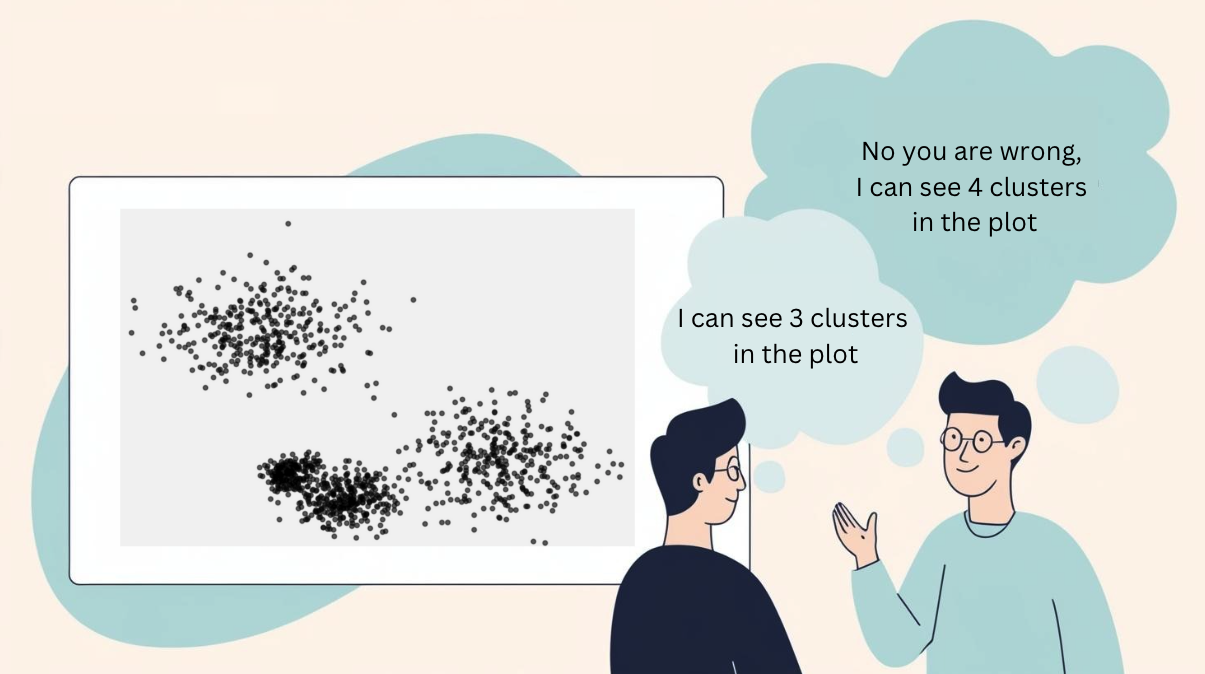 No you are wrong,
I can see 4 clusters
in the plot
I can see 3 clusters
in the plot